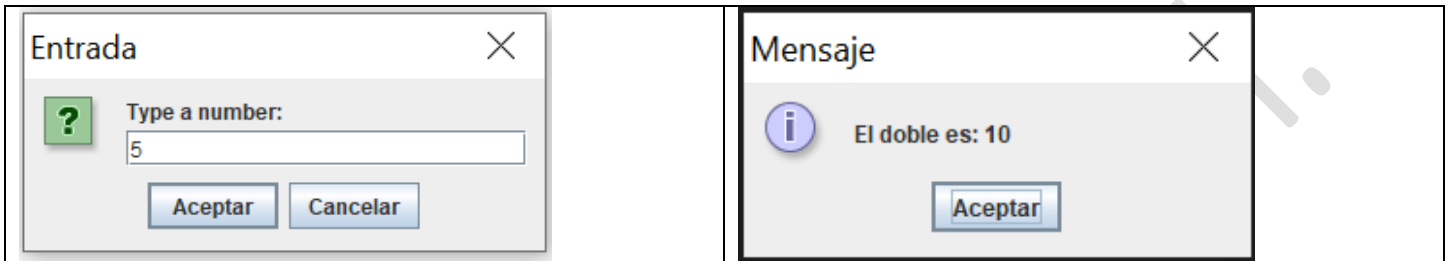 Entrada
?
Type a number:
5
Aceptar
Cancelar
Mensaje
i
El doble es: 10
Aceptar